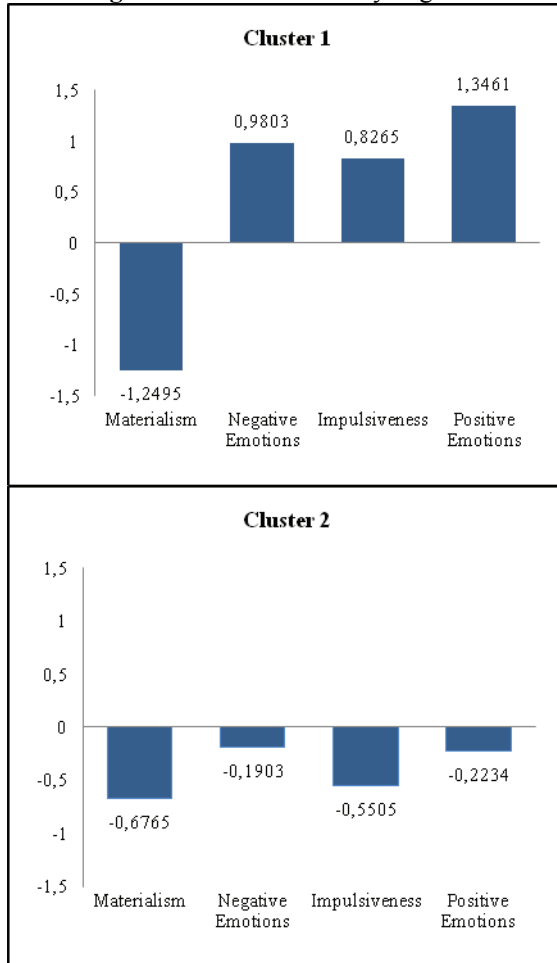 Cluster 1
1,5
1
0,5
0
-0,5
-1
-1,5
0,9803
0,8265
1,3461
-1,2495
Materialism
Negative
Emotions
Impulsiveness
Positive
Emotions
Cluster 2
1,5
1
0,5
0
-0,5
-1
-1,5
-0,6765
-0,1903
-0,5505
-0,2234
Materialism
Negative
Emotions
Impulsiveness
Positive
Emotions